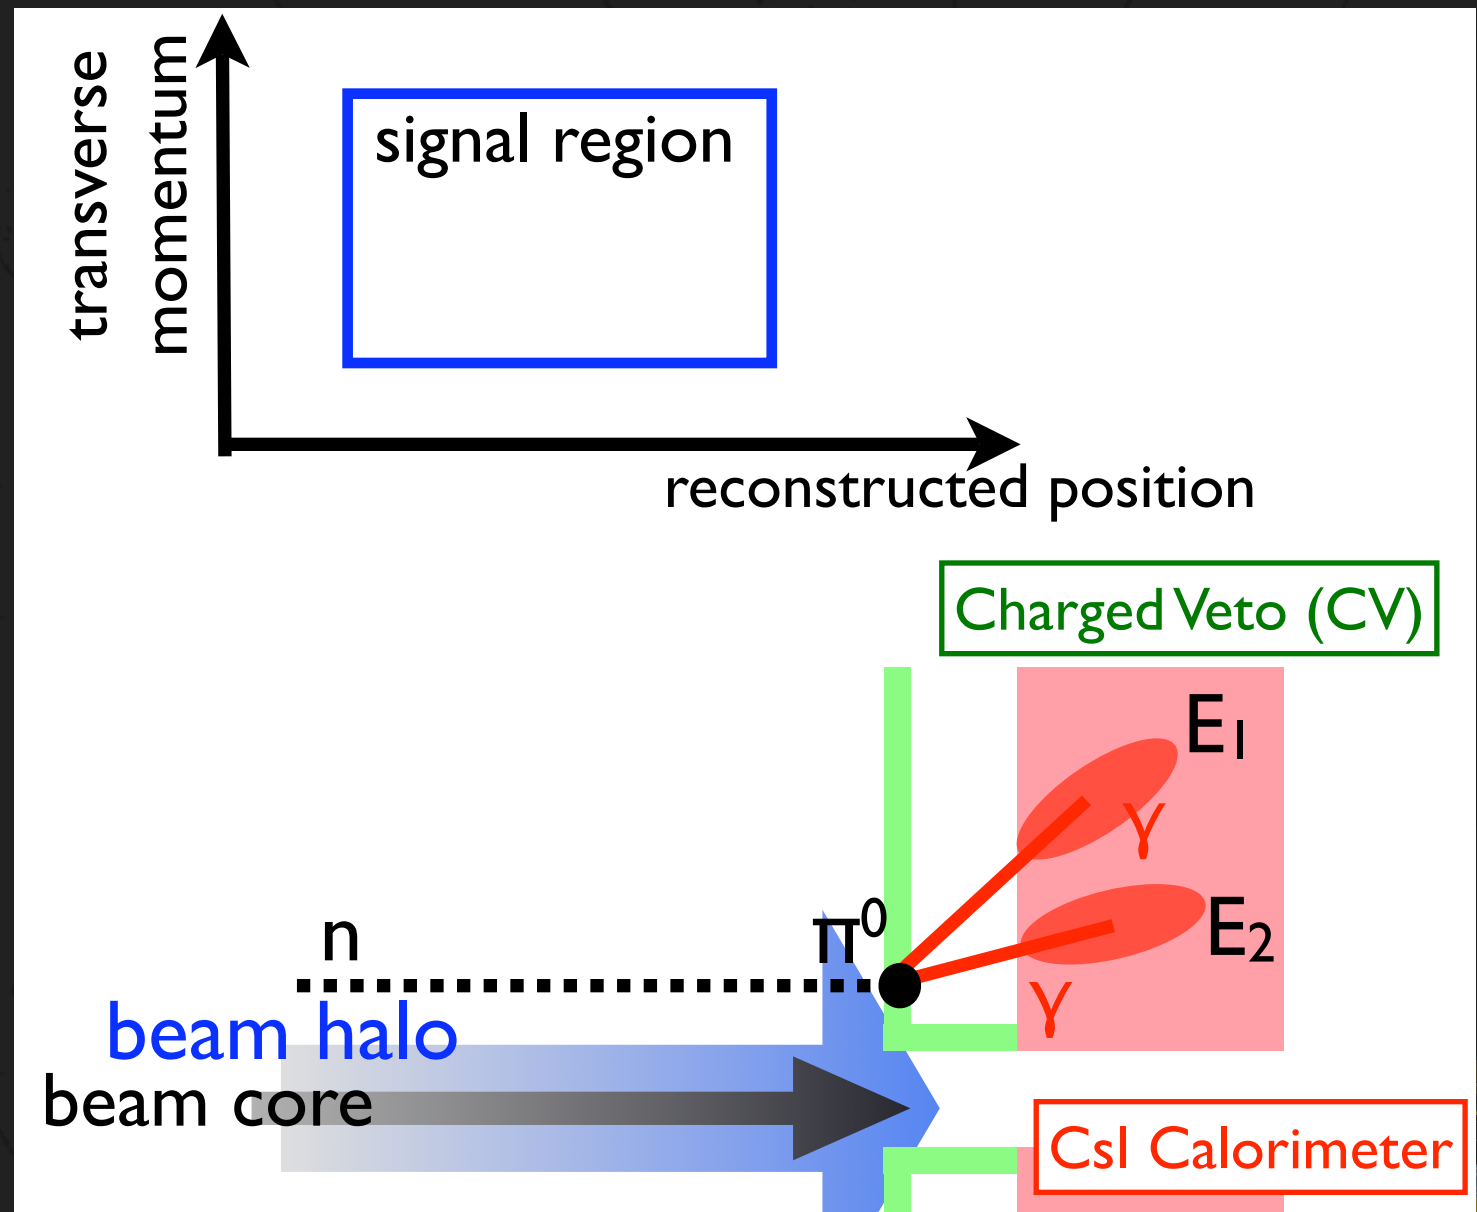 transverse
momentum
signal region
reconstructed position
Charged Veto (CV)
E1
γ
n
π⁰
E2
γ
beam halo
beam core
CsI Calorimeter